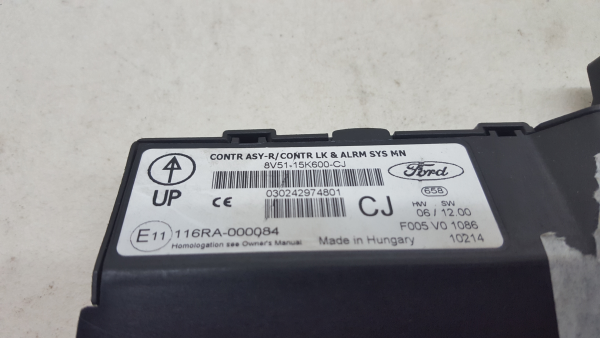 CONTR ASY-R/CONTR LK & ALRM SYS MN
8V51-15K600-CJ
Ford
UP
CE
030242974801
CJ
658
HW SW
06 / 12.00
E11 116RA-000084
F005 V0 1086
Homologation see Owner's Manual
Made in Hungary
10214